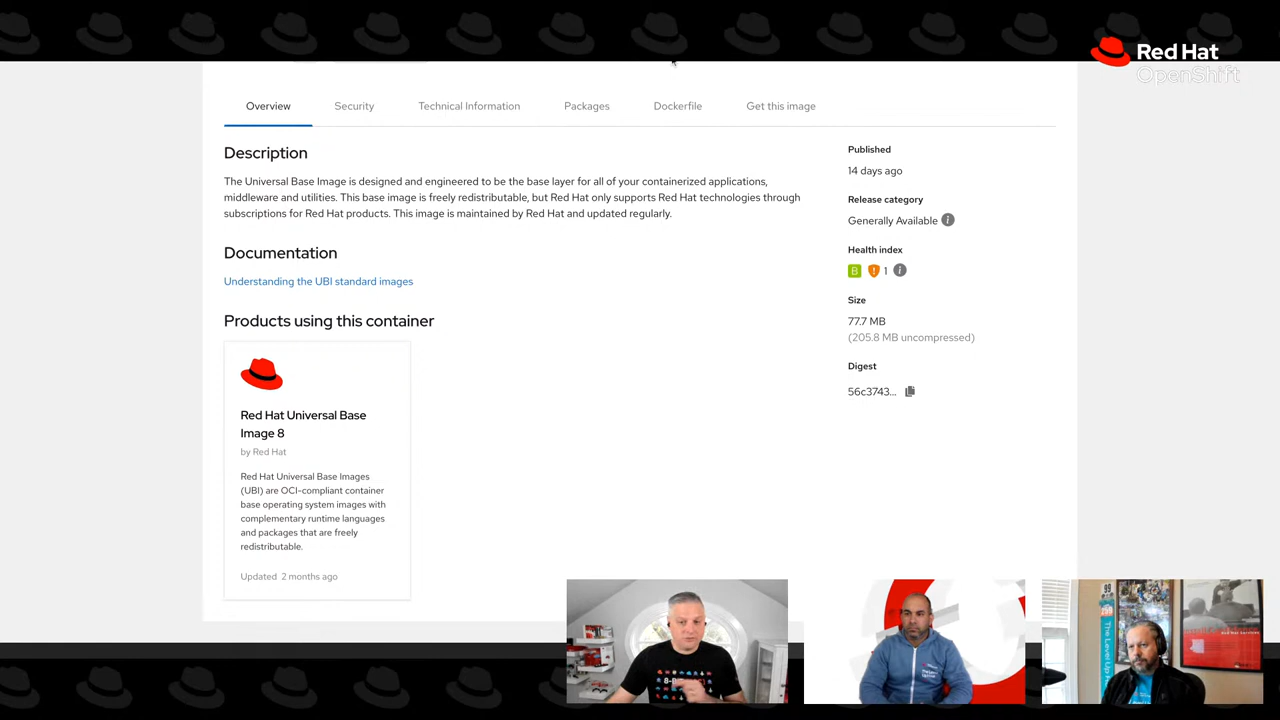 Red Hat
OpenShift
Overview
Security
Technical Information
Packages
Dockerfile
Get this image
Description
The Universal Base Image is designed and engineered to be the base layer for all of your containerized applications,
middleware and utilities. This base image is freely redistributable, but Red Hat only supports Red Hat technologies through
subscriptions for Red Hat products. This image is maintained by Red Hat and updated regularly.
Documentation
Understanding the UBI standard images
Products using this container
Red Hat Universal Base
Image 8
by Red Hat
Red Hat Universal Base Images
(UBI) are OCI-compliant container
base operating system images with
complementary runtime languages
and packages that are freely
redistributable.
Updated 2 months ago
Published
14 days ago
Release category
Generally Available
Health index
B
1
Size
77.7 MB
(205.8 MB uncompressed)
Digest
56c3743...
The Level Up
Red Hat Services